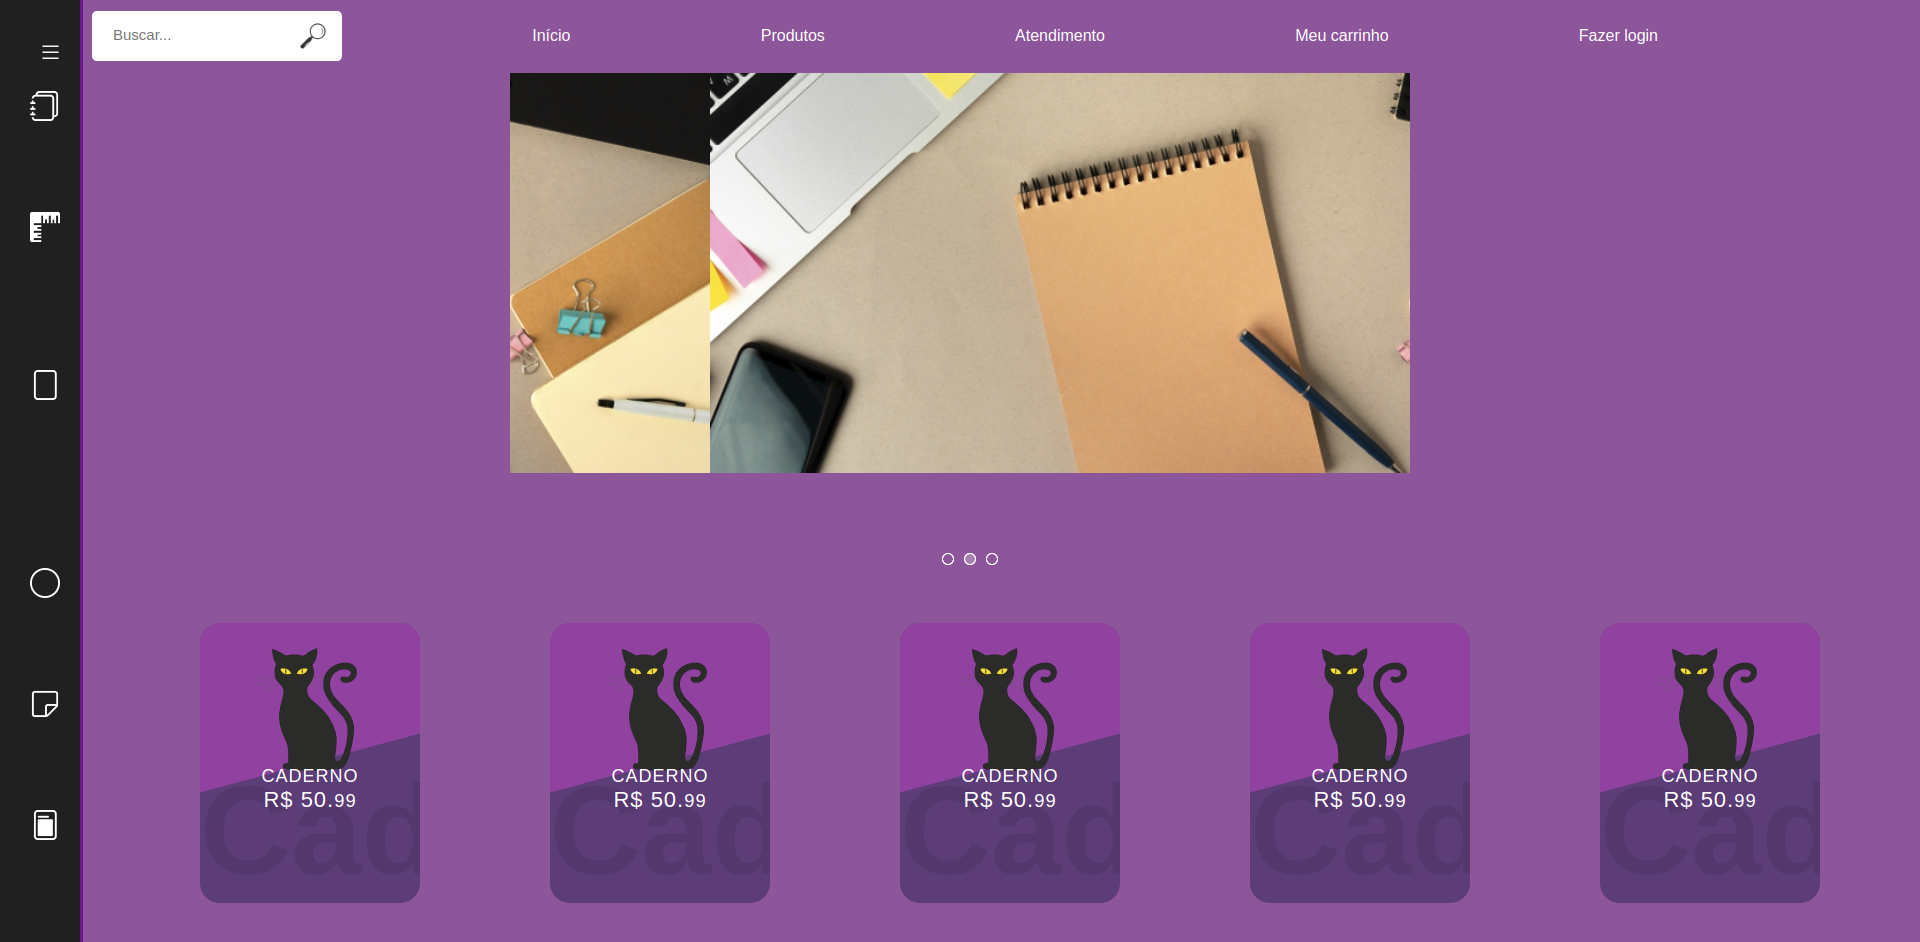 Buscar...
Início
Produtos
Atendimento
Meu carrinho
Fazer login
CADERNO
R$ 50.99
Cad
CADERNO
R$ 50.99
Cad
CADERNO
R$ 50.99
Cad
CADERNO
R$ 50.99
Cad
CADERNO
R$ 50.99
Cad